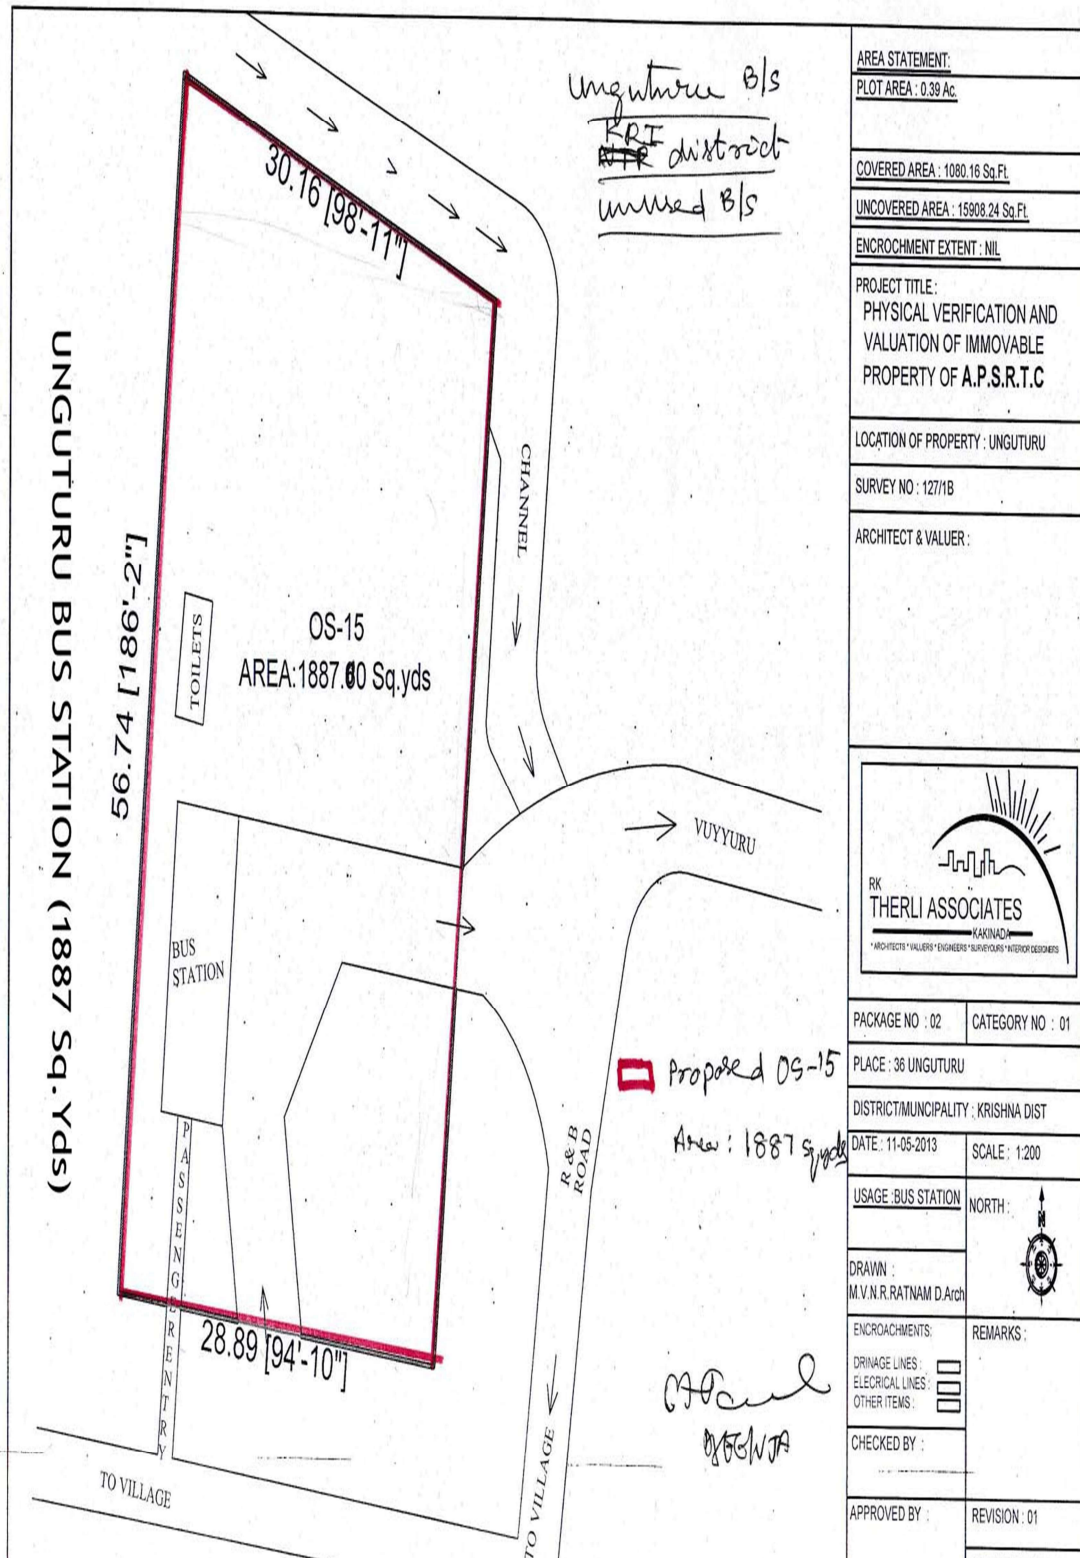 unguturu B/S
KRI
district
unused B/S
30.16 [98'-11"]
UNGUTURU BUS STATION (1887 Sq.Yds)
56.74 [186'-2"]
CHANNEL
TOILETS
OS-15
AREA:1887.00 Sq.yds
VUYYURU
BUS
STATION
PASSENGER ENTRY
R & B
ROAD
Proposed OS-15
Area: 1887 Sq.yds
28.89 [94'-10"]
TO VILLAGE
TO VILLAGE
AREA STATEMENT:
PLOT AREA : 0.39 Ac.
COVERED AREA : 1080.16 Sq.Ft.
UNCOVERED AREA : 15908.24 Sq.Ft.
ENCROCHMENT EXTENT : NIL
PROJECT TITLE :
PHYSICAL VERIFICATION AND
VALUATION OF IMMOVABLE
PROPERTY OF A.P.S.R.T.C
LOCATION OF PROPERTY : UNGUTURU
SURVEY NO : 127/1B
ARCHITECT & VALUER :
RK
THERLI ASSOCIATES
KAKINADA
* ARCHITECTS * VALUERS * ENGINEERS * SURVEYOURS * INTERIOR DESIGNERS
PACKAGE NO : 02
CATEGORY NO : 01
PLACE : 36 UNGUTURU
DISTRICT/MUNCIPALITY : KRISHNA DIST
DATE : 11-05-2013
SCALE : 1:200
USAGE :BUS STATION
NORTH :
N
DRAWN :
M.V.N.R.RATNAM D.Arch
ENCROACHMENTS:
DRINAGE LINES :
ELECRICAL LINES :
OTHER ITEMS :
REMARKS :
CHECKED BY :
APPROVED BY :
REVISION : 01